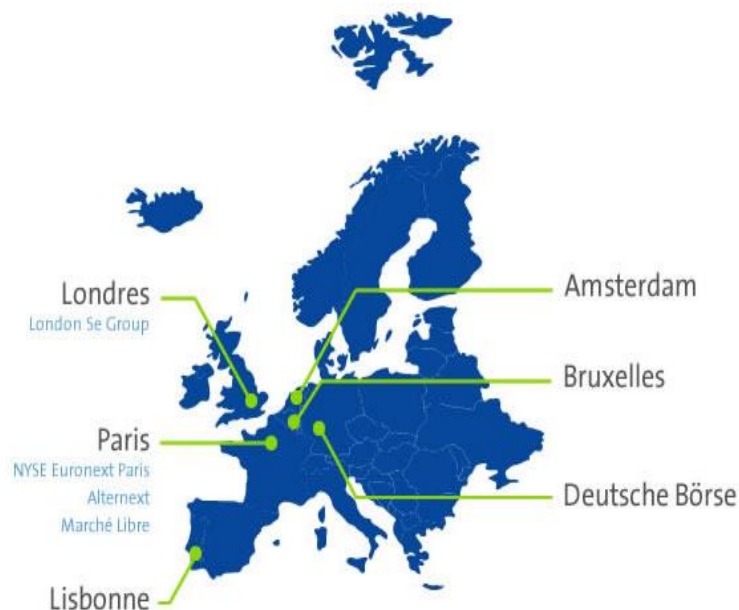 Londres
London Se Group
Amsterdam
Bruxelles
Paris
NYSE Euronext Paris
Alternext
Marché Libre
Deutsche Börse
Lisbonne